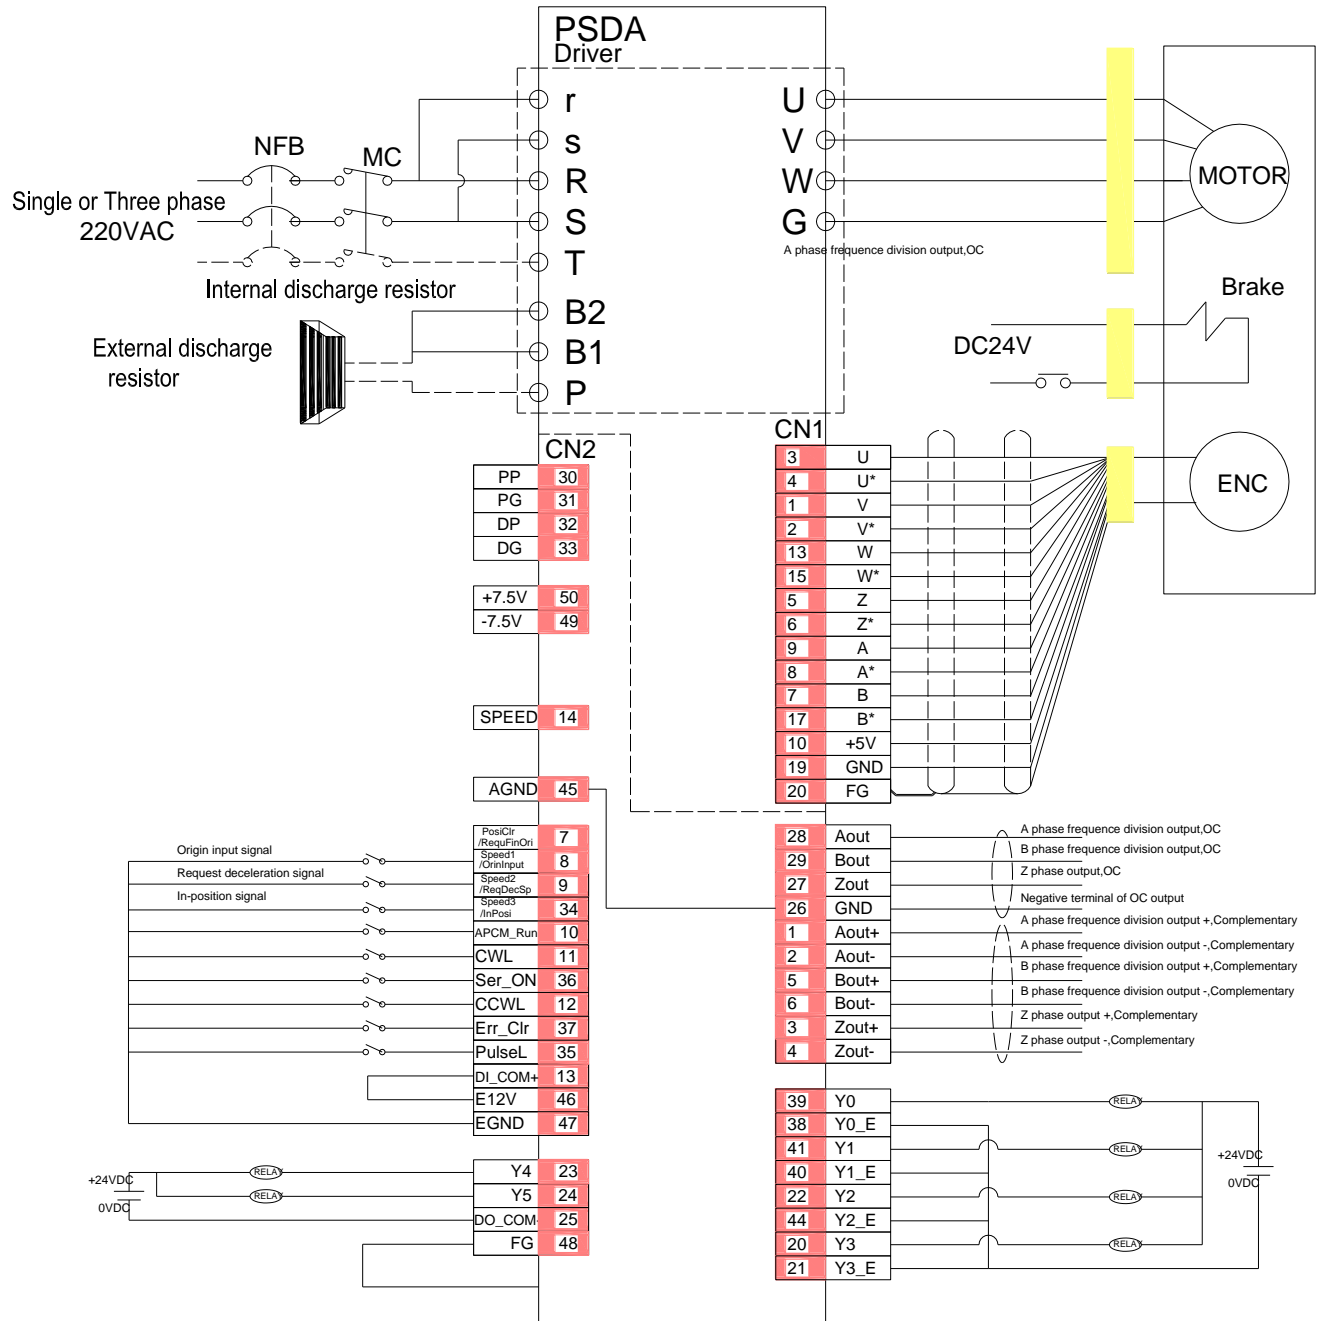 PSDA
Driver
r
s
R
S
T
B2
B1
P
U
V
W
G
NFB
MC
Single or Three phase
220VAC
Internal discharge resistor
External discharge
resistor
A phase frequence division output,OC
MOTOR
Brake
DC24V
ENC
CN2
PP 30
PG 31
DP 32
DG 33
+7.5V 50
-7.5V 49
SPEED 14
AGND 45
PosiClr
/RequFinOri 7
Origin input signal
Speed1
/OrinInput 8
Request deceleration signal
Speed2
/ReqDecSp 9
In-position signal
Speed3
/InPosi 34
APCM_Run 10
CWL 11
Ser_ON 36
CCWL 12
Err_Clr 37
PulseL 35
DI_COM+ 13
E12V 46
EGND 47
+24VDC
0VDC
RELAY
RELAY
Y4 23
Y5 24
DO_COM- 25
FG 48
CN1
3 U
4 U*
1 V
2 V*
13 W
15 W*
5 Z
6 Z*
9 A
8 A*
7 B
17 B*
10 +5V
19 GND
20 FG
28 Aout A phase frequence division output,OC
29 Bout B phase frequence division output,OC
27 Zout Z phase output,OC
26 GND Negative terminal of OC output
1 Aout+ A phase frequence division output +,Complementary
2 Aout- A phase frequence division output -,Complementary
5 Bout+ B phase frequence division output +,Complementary
6 Bout- B phase frequence division output -,Complementary
3 Zout+ Z phase output +,Complementary
4 Zout- Z phase output -,Complementary
39 Y0 RELAY
38 Y0_E
41 Y1 RELAY
40 Y1_E
22 Y2 RELAY
44 Y2_E
20 Y3 RELAY
21 Y3_E
+24VDC
0VDC